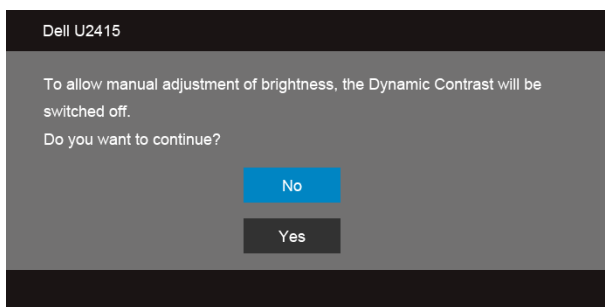 Dell U2415
To allow manual adjustment of brightness, the Dynamic Contrast will be
switched off.
Do you want to continue?
No
Yes